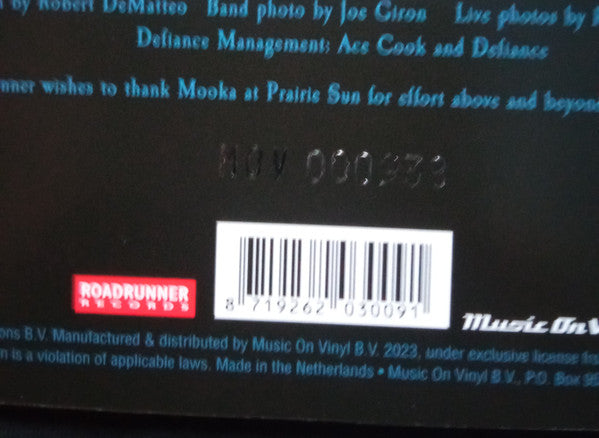 by Robert DeMatteo Band photo by Joe Giron Live photos by
Defiance Management: Ace Cook and Defiance
nner wishes to thank Mooka at Prairie Sun for effort above and beyon
MOV 000933
ROADRUNNER
RECORDS
8 719262 030091
Music On V
ons B.V. Manufactured & distributed by Music On Vinyl B.V. 2023, under exclusive license fro
n is a violation of applicable laws. Made in the Netherlands • Music On Vinyl B.V., P.O. Box